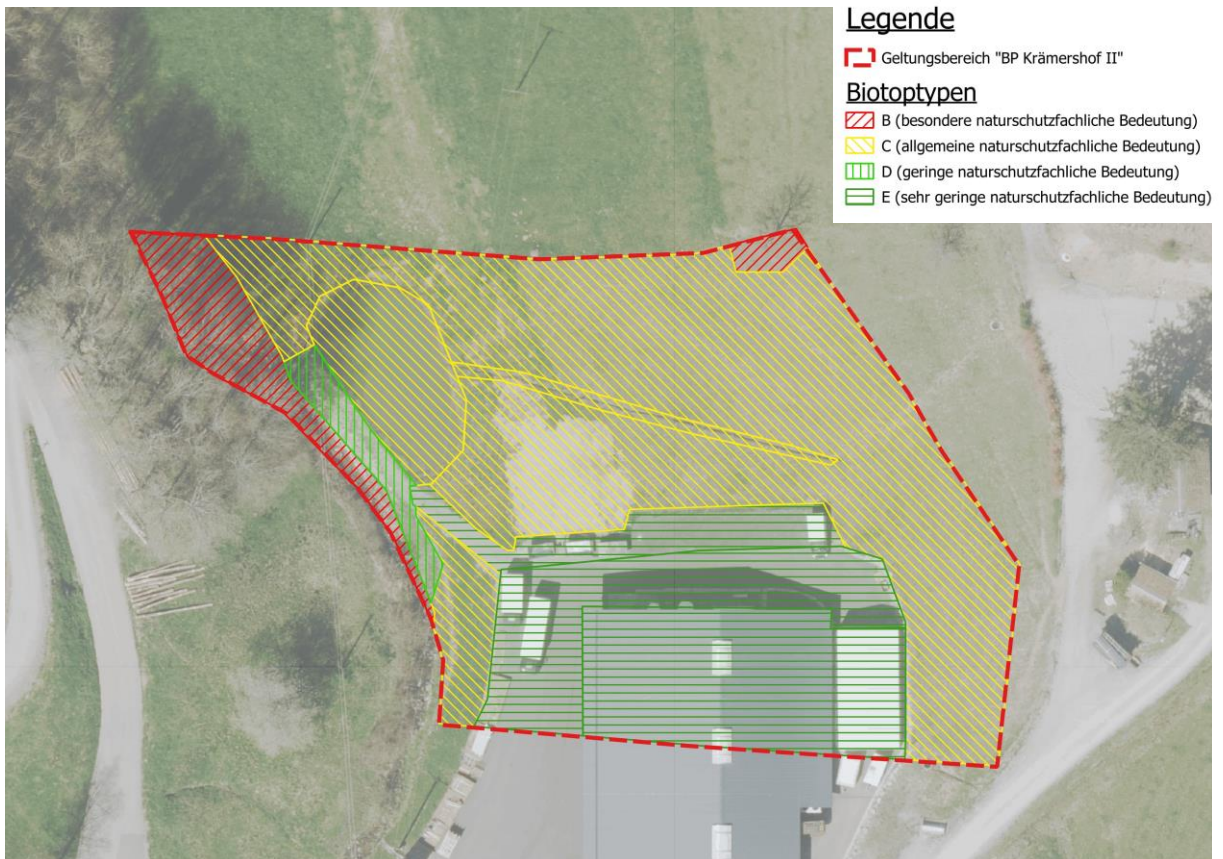 Legende
Geltungsbereich "BP Krämershof II"
Biotoptypen
B (besondere naturschutzfachliche Bedeutung)
C (allgemeine naturschutzfachliche Bedeutung)
D (geringe naturschutzfachliche Bedeutung)
E (sehr geringe naturschutzfachliche Bedeutung)